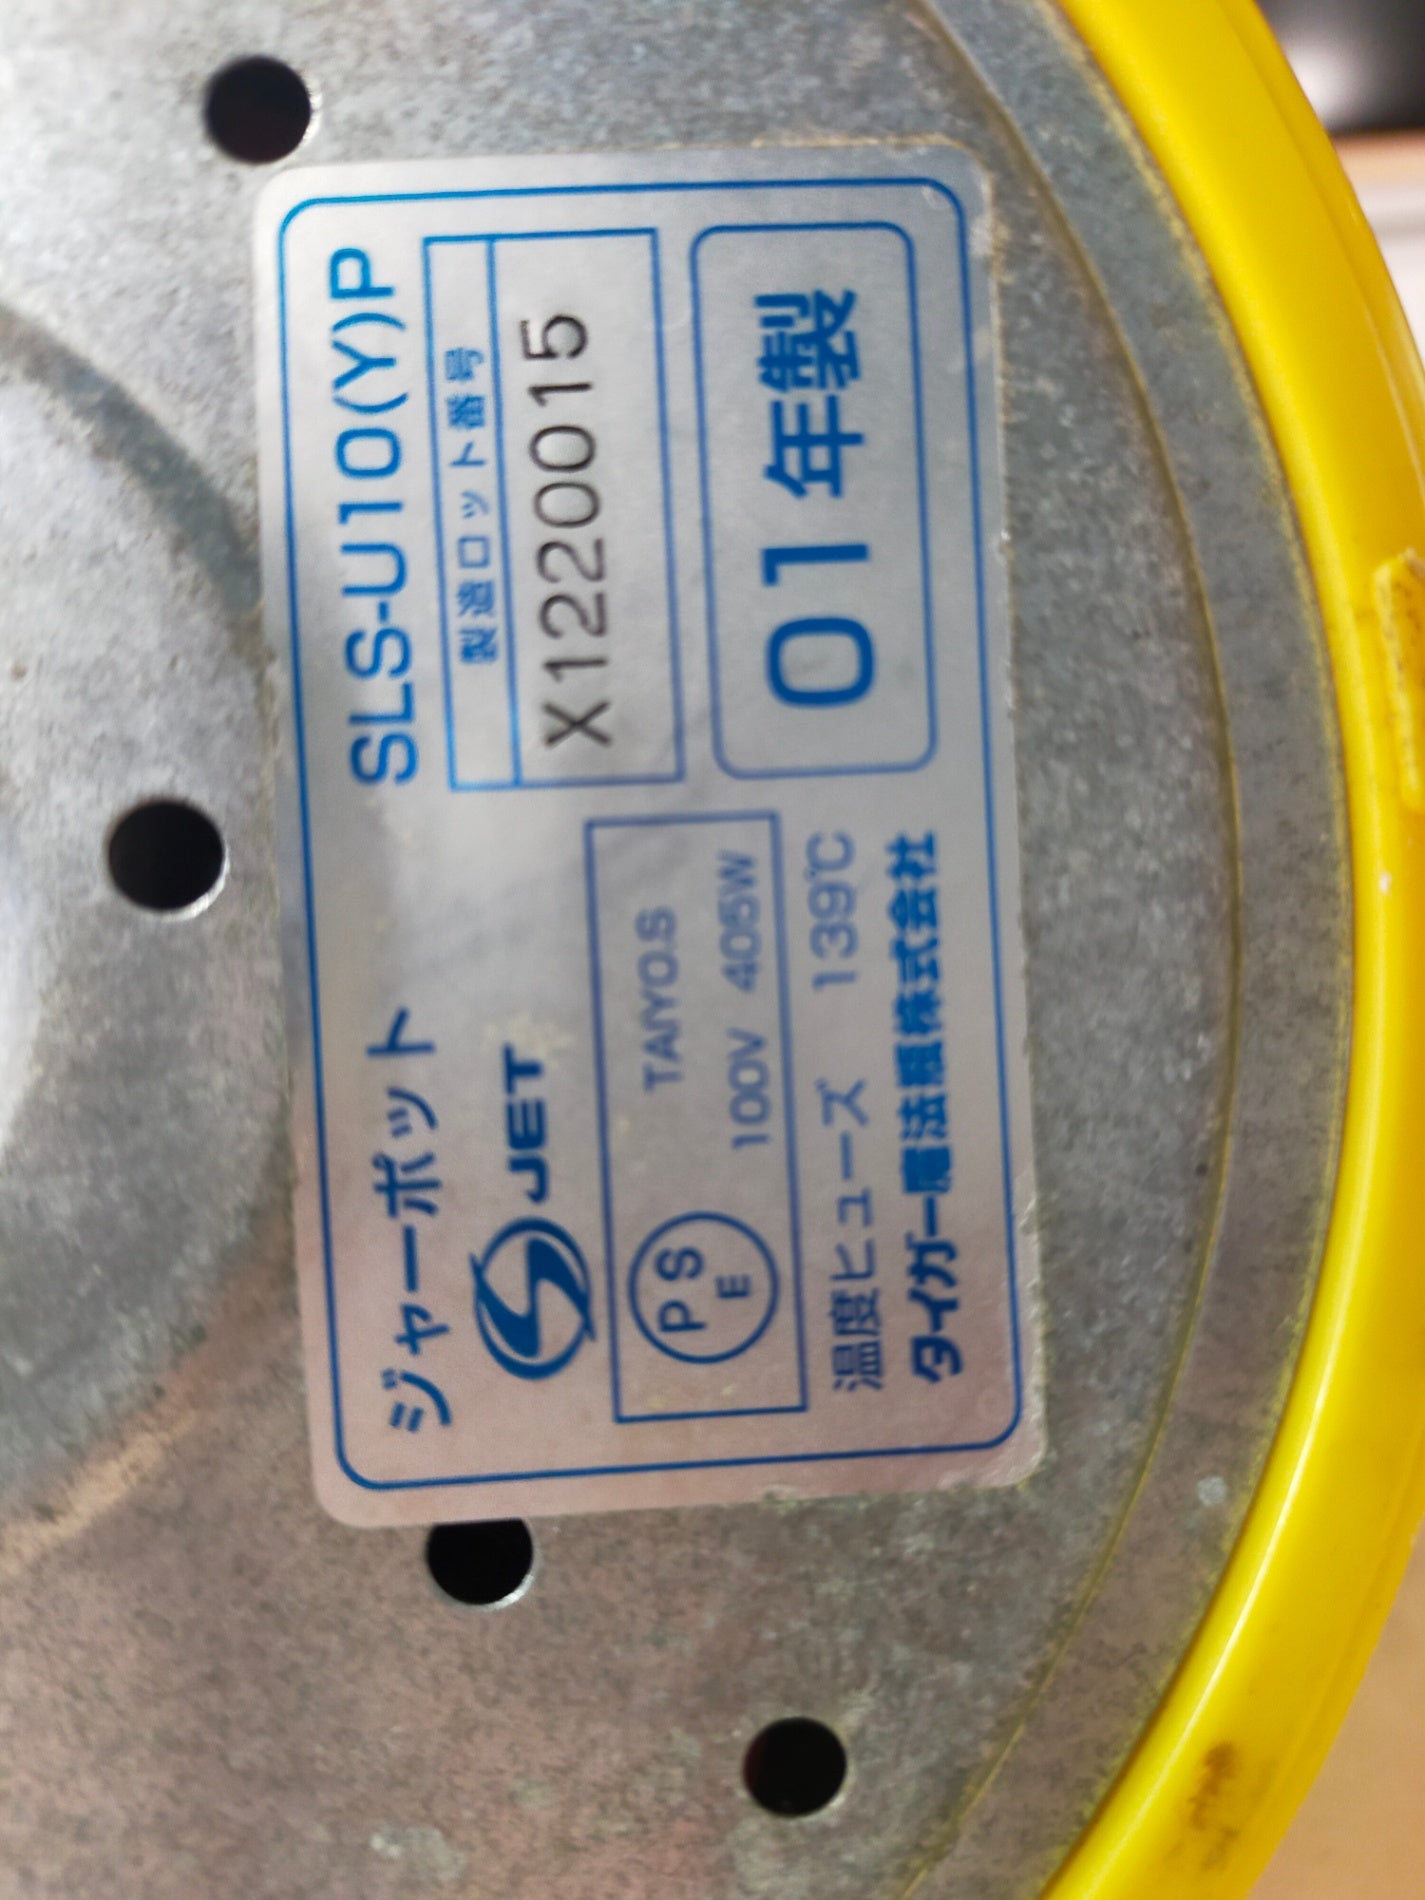 ジャーポット SLS-U10(Y)P
S JET
製造ロット番号
X1220015
PSE
TAIYO.S
100V 405W
01年製
温度ヒューズ 139℃
タイガー魔法瓶株式会社